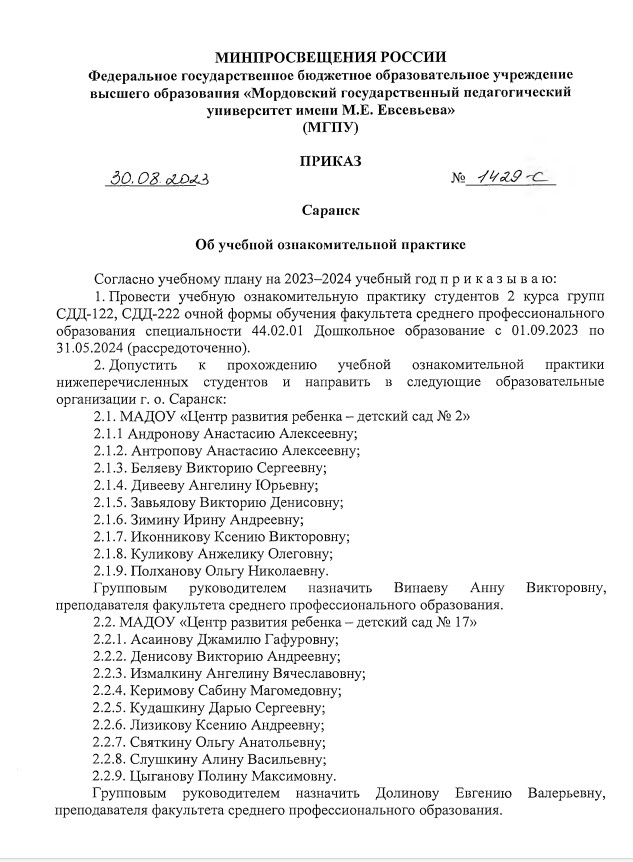 МИНПРОСВЕЩЕНИЯ РОССИИ
Федеральное государственное бюджетное образовательное учреждение
высшего образования «Мордовский государственный педагогический
университет имени М.Е. Евсевьева»
(МГПУ)
ПРИКАЗ
30.08.2023 № 1429-с
Саранск
Об учебной ознакомительной практике
Согласно учебному плану на 2023–2024 учебный год п р и к а з ы в а ю:
1. Провести учебную ознакомительную практику студентов 2 курса групп
СДД-122, СДД-222 очной формы обучения факультета среднего профессионального
образования специальности 44.02.01 Дошкольное образование с 01.09.2023 по
31.05.2024 (рассредоточенно).
2. Допустить к прохождению учебной ознакомительной практики
нижеперечисленных студентов и направить в следующие образовательные
организации г. о. Саранск:
2.1. МАДОУ «Центр развития ребенка – детский сад № 2»
2.1.1 Андронову Анастасию Алексеевну;
2.1.2. Антропову Анастасию Алексеевну;
2.1.3. Беляеву Викторию Сергеевну;
2.1.4. Дивееву Ангелину Юрьевну;
2.1.5. Завьялову Викторию Денисовну;
2.1.6. Зимину Ирину Андреевну;
2.1.7. Иконникову Ксению Викторовну;
2.1.8. Куликову Анжелику Олеговну;
2.1.9. Полханову Ольгу Николаевну.
Групповым руководителем назначить Винаеву Анну Викторовну,
преподавателя факультета среднего профессионального образования.
2.2. МАДОУ «Центр развития ребенка – детский сад № 17»
2.2.1. Асаинову Джамилю Гафуровну;
2.2.2. Денисову Викторию Андреевну;
2.2.3. Измалкину Ангелину Вячеславовну;
2.2.4. Керимову Сабину Магомедовну;
2.2.5. Кудашкину Дарью Сергеевну;
2.2.6. Лизикову Ксению Андреевну;
2.2.7. Святкину Ольгу Анатольевну;
2.2.8. Слушкину Алину Васильевну;
2.2.9. Цыганову Полину Максимовну.
Групповым руководителем назначить Долинову Евгению Валерьевну,
преподавателя факультета среднего профессионального образования.